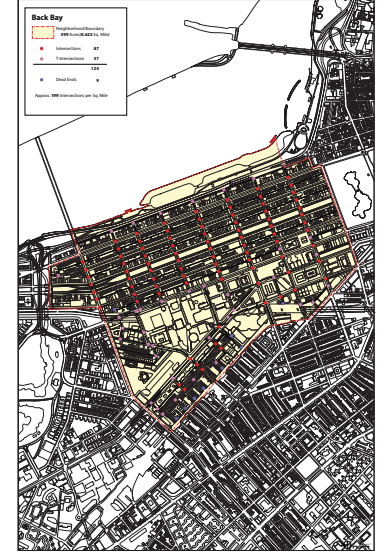 Back Bay
Neighborhood Boundary
399 Acres(0.623 Sq. Mile)
Intersections 87
T-Intersections 37
124
Dead Ends
Approx. 199 Intersections per Sq. Mile